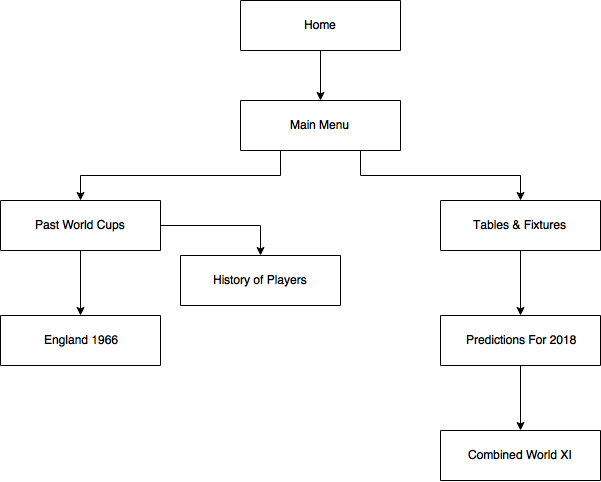 Home
Main Menu
Past World Cups
Tables & Fixtures
History of Players
England 1966
Predictions For 2018
Combined World XI